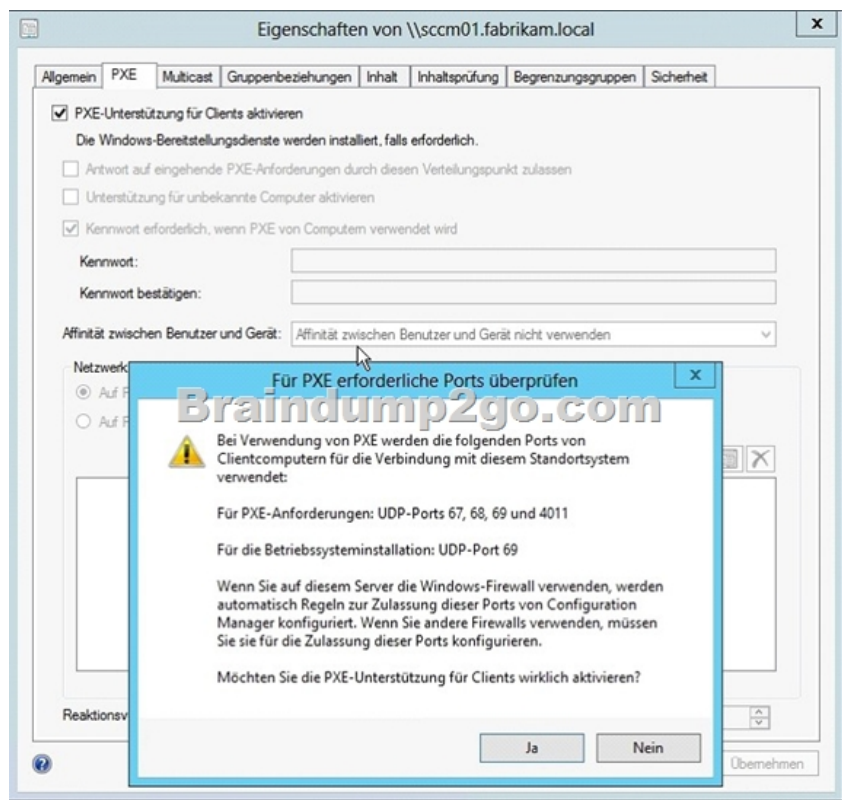 Eigenschaften von \\sccm01.fabrikam.local
x
Allgemein PXE Multicast Gruppenbeziehungen Inhalt Inhaltsprüfung Begrenzungsgruppen Sicherheit
PXE-Unterstützung für Clients aktivieren
Die Windows-Bereitstellungsdienste werden installiert, falls erforderlich.
Antwort auf eingehende PXE-Anforderungen durch diesen Verteilungspunkt zulassen
Unterstützung für unbekannte Computer aktivieren
Kennwort erforderlich, wenn PXE von Computern verwendet wird
Kennwort:
Kennwort bestätigen:
Affinität zwischen Benutzer und Gerät: Affinität zwischen Benutzer und Gerät nicht verwenden
Netzwerk
Auf
Auf
Für PXE erforderliche Ports überprüfen
x
Braindump2go.com
Bei Verwendung von PXE werden die folgenden Ports von
Clientcomputern für die Verbindung mit diesem Standortsystem
verwendet:
Für PXE-Anforderungen: UDP-Ports 67, 68, 69 und 4011
Für die Betriebssysteminstallation: UDP-Port 69
Wenn Sie auf diesem Server die Windows-Firewall verwenden, werden
automatisch Regeln zur Zulassung dieser Ports von Configuration
Manager konfiguriert. Wenn Sie andere Firewalls verwenden, müssen
Sie sie für die Zulassung dieser Ports konfigurieren.
Möchten Sie die PXE-Unterstützung für Clients wirklich aktivieren?
Ja Nein
Reaktionsv
Übernehmen